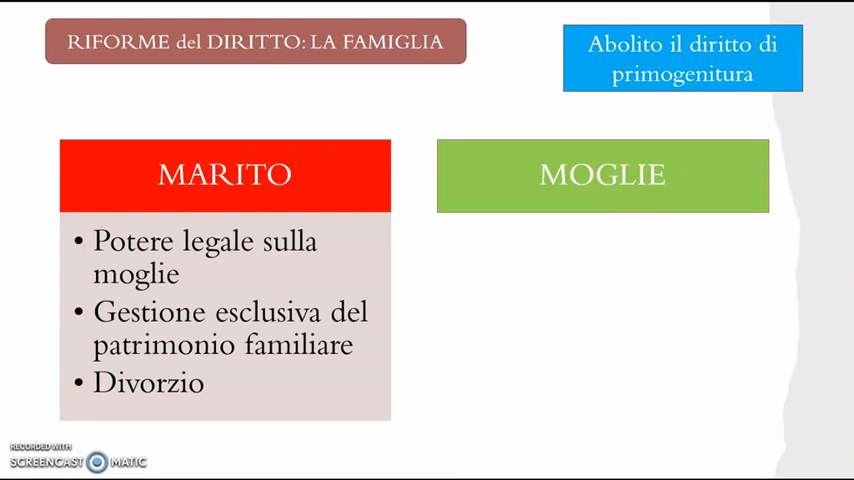 RIFORME del DIRITTO: LA FAMIGLIA
Abolito il diritto di
primogenitura
MARITO
• Potere legale sulla
moglie
• Gestione esclusiva del
patrimonio familiare
• Divorzio
MOGLIE
RECORDED WITH
SCREENCAST MATIC